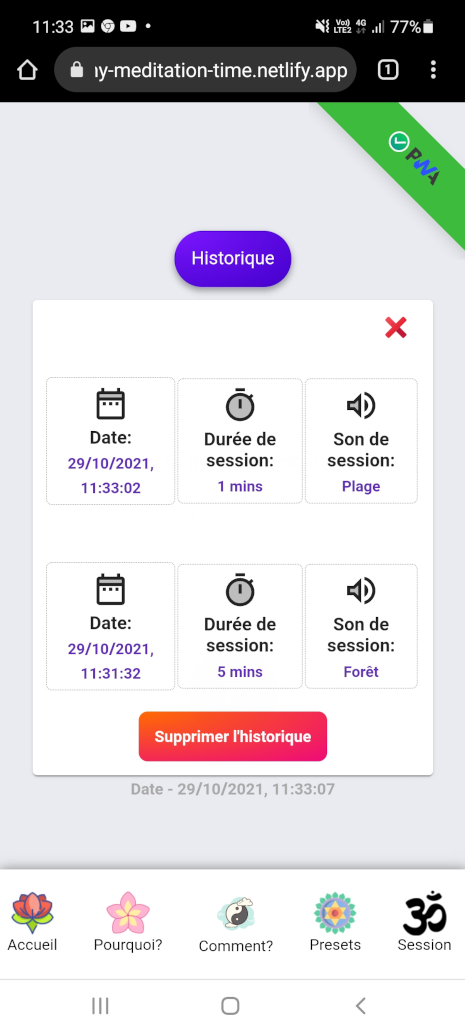 11:33
Vo)) 4G 77%
LTE2
ıy-meditation-time.netlify.app 1
PWA
Historique
Date:
29/10/2021,
11:33:02
Durée de
session:
1 mins
Son de
session:
Plage
Date:
29/10/2021,
11:31:32
Durée de
session:
5 mins
Son de
session:
Forêt
Supprimer l'historique
Date - 29/10/2021, 11:33:07
Accueil Pourquoi? Comment? Presets Session